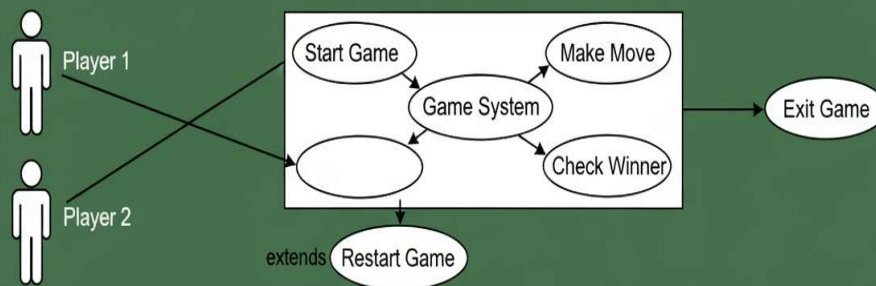 Player 1
Player 2
Start Game
Make Move
Game System
Check Winner
Exit Game
extends
Restart Game